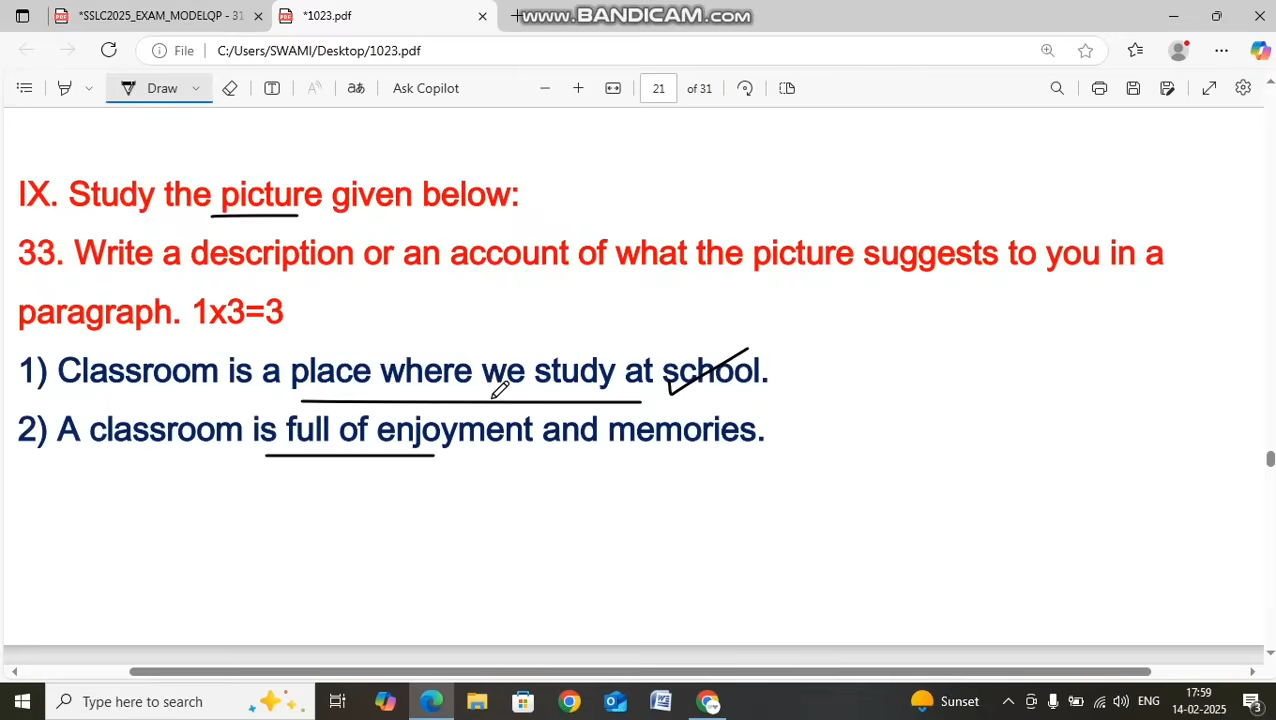 *SSLC2025_EXAM_MODELQP - 31
*1023.pdf
www.BANDICAM.com
File
C:/Users/SWAMI/Desktop/1023.pdf
Draw
Ask Copilot
21
of 31
IX. Study the picture given below:
33. Write a description or an account of what the picture suggests to you in a
paragraph. 1x3=3
1) Classroom is a place where we study at school.
2) A classroom is full of enjoyment and memories.
Type here to search
Sunset
ENG
17:59
14-02-2025
3